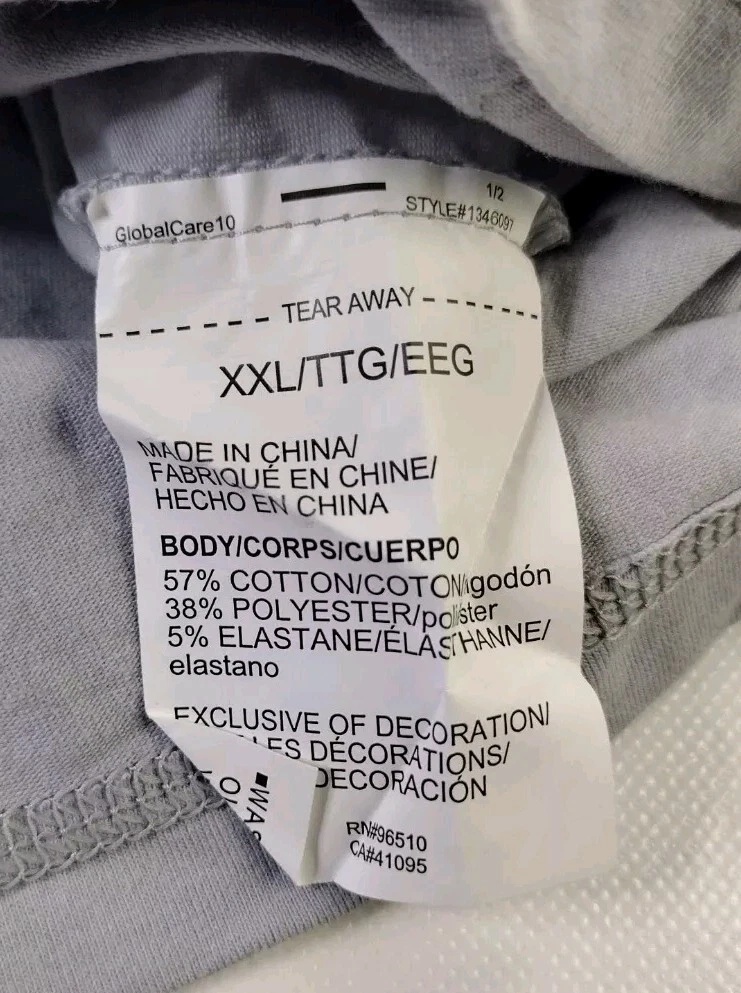 1/2
GlobalCare10
STYLE#1346097
TEAR AWAY
XXL/TTG/EEG
MADE IN CHINA/
FABRIQUÉ EN CHINE/
HECHO EN CHINA
BODY/CORPS/CUERPO
57% COTTON/COTON/algodón
38% POLYESTER/poliéster
5% ELASTANE/ÉLASTHANNE/
elastano
EXCLUSIVE OF DECORATION/
LES DÉCORATIONS/
DECORACIÓN
RN#96510
CA#41095